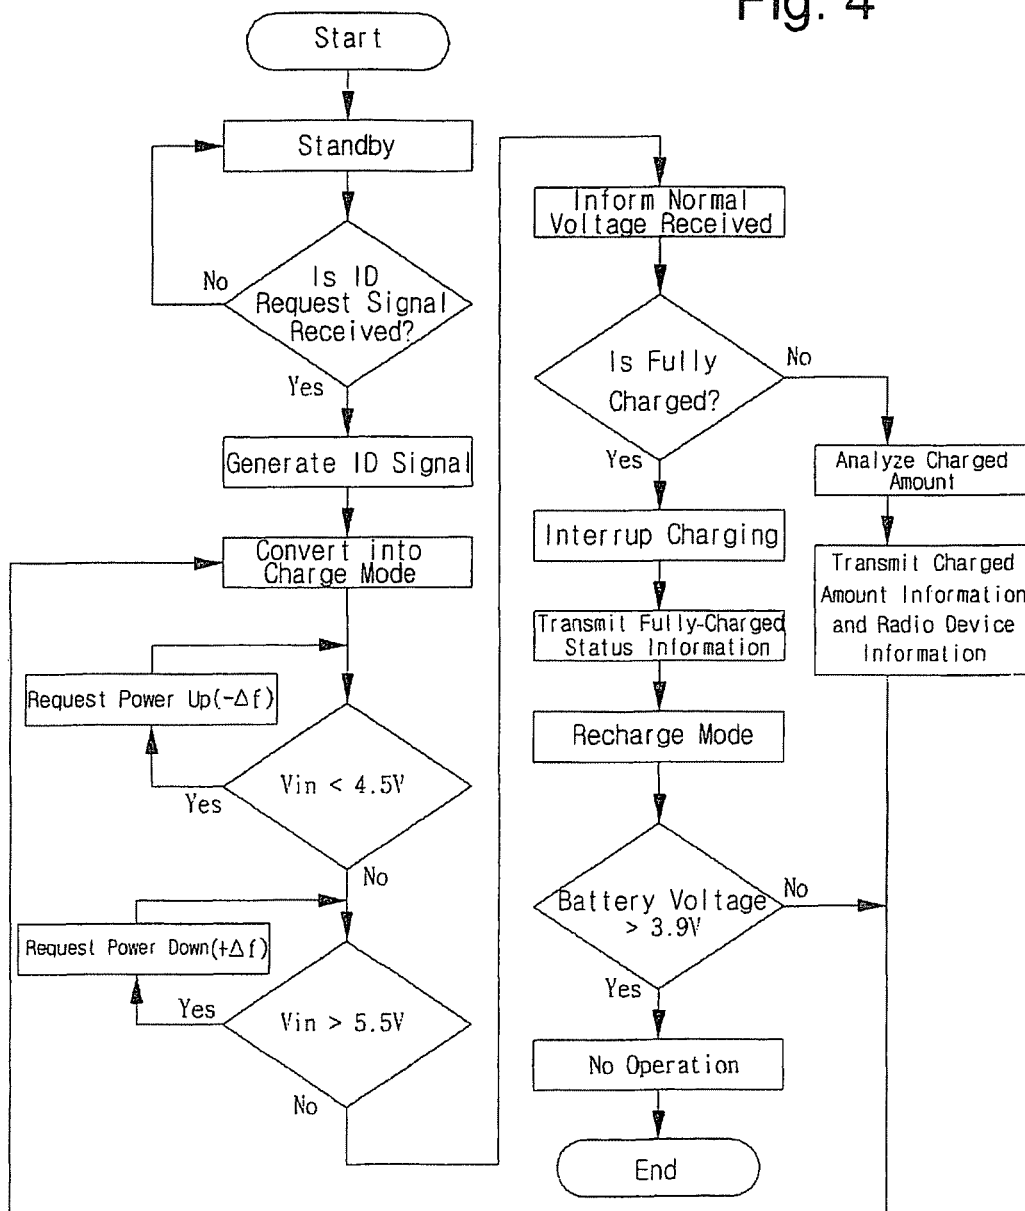 Fig. 4
Start
Standby
No
Is ID
Request Signal
Received?
Yes
Generate ID Signal
Convert into
Charge Mode
Request Power Up(-Δf)
Vin < 4.5V
Yes
No
Request Power Down(+Δf)
Yes
Vin > 5.5V
No
Inform Normal
Voltage Received
Is Fully
Charged?
No
Yes
Analyze Charged
Amount
Interrup Charging
Transmit Charged
Amount Information
and Radio Device
Information
Transmit Fully-Charged
Status Information
Recharge Mode
Battery Voltage
> 3.9V
No
Yes
No Operation
End